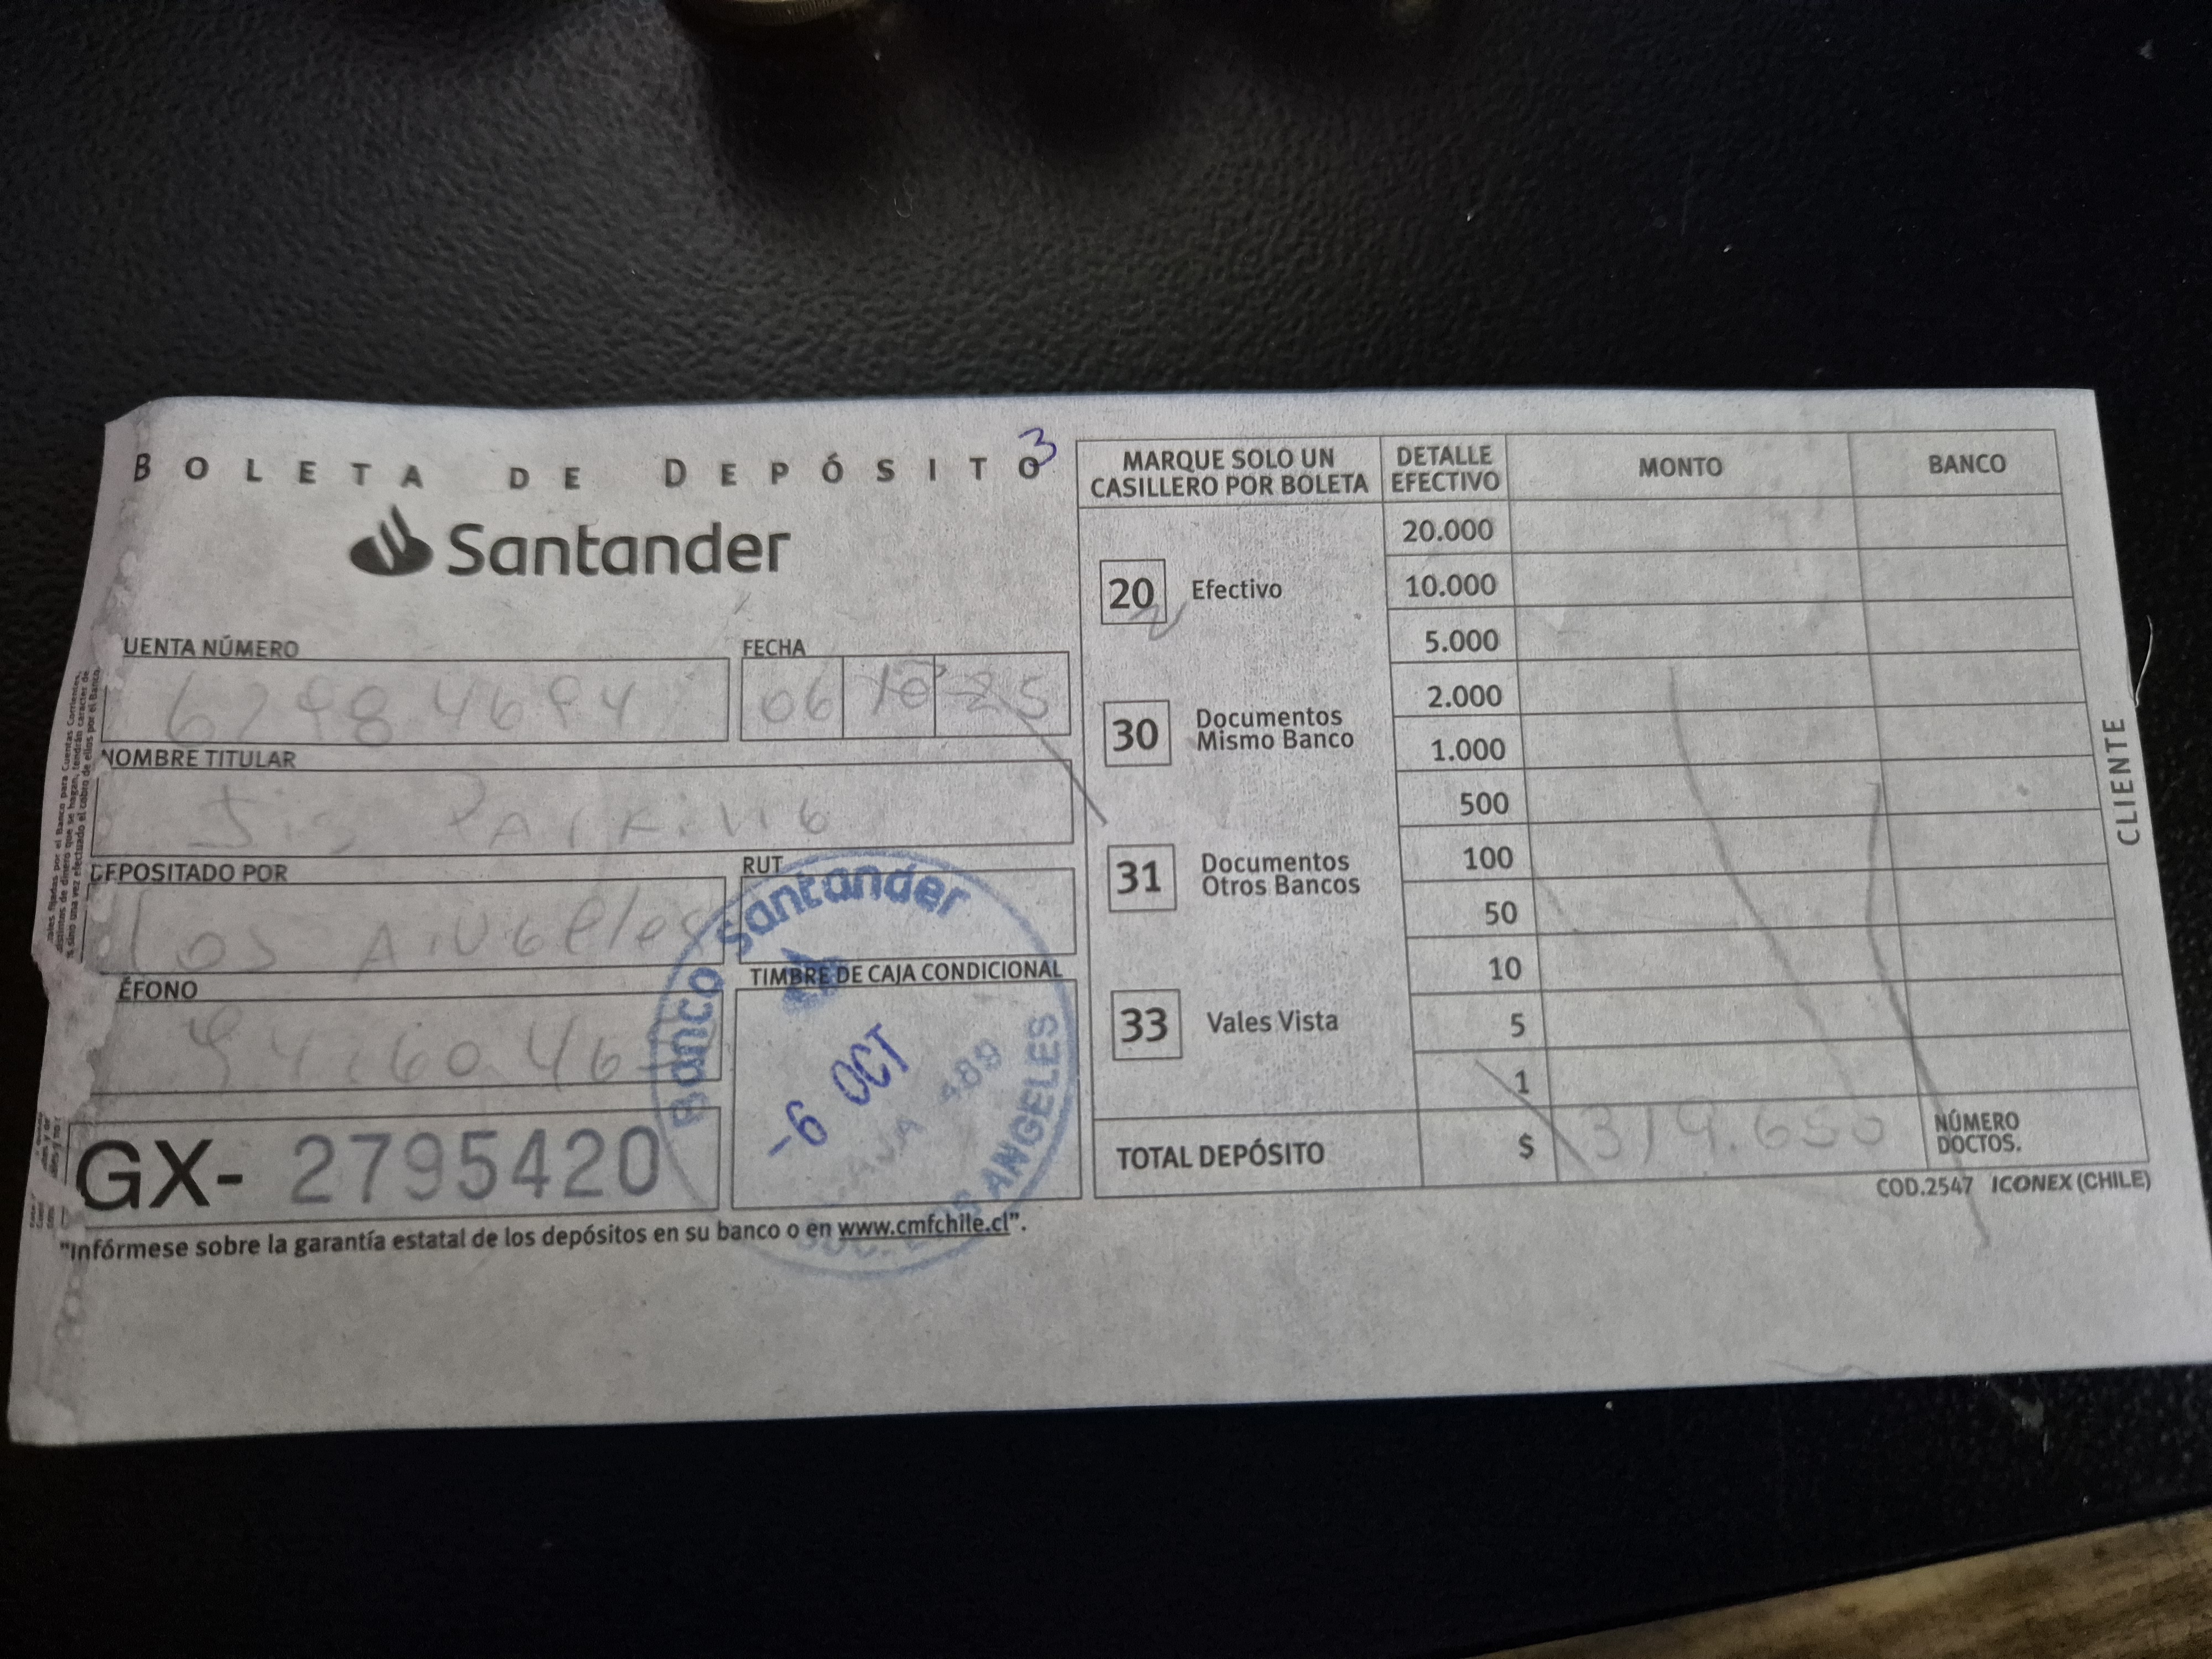 BOLETA DE DEPÓSITO
3
Santander
UENTA NÚMERO
FECHA
06 10 25
NOMBRE TITULAR
Sig Parking
DEPOSITADO POR
Los Angeles
RUT
ÉFONO
TIMBRE DE CAJA CONDICIONAL
Banco Santander
-6 OCT
CAJA 489
SUC. LOS ANGELES
GX- 2795420
"Infórmese sobre la garantía estatal de los depósitos en su banco o en www.cmfchile.cl".
MARQUE SOLO UN
CASILLERO POR BOLETA
20 Efectivo
30 Documentos
Mismo Banco
31 Documentos
Otros Bancos
33 Vales Vista
DETALLE
EFECTIVO
MONTO
BANCO
20.000
10.000
5.000
2.000
1.000
500
100
50
10
5
1
TOTAL DEPÓSITO $ 319.650
NÚMERO
DOCTOS.
COD.2547 ICONEX (CHILE)
CLIENTE